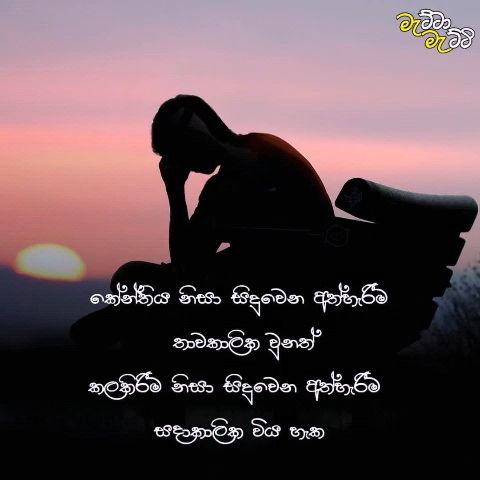 මැට්ටා
මැට්ටි
කේන්තිය නිසා සිදුවෙන අත්හැරීම්
තාවකාලික වුනත්
කලකිරීම් නිසා සිදුවෙන අත්හැරීම්
සදාකාලික විය හැක